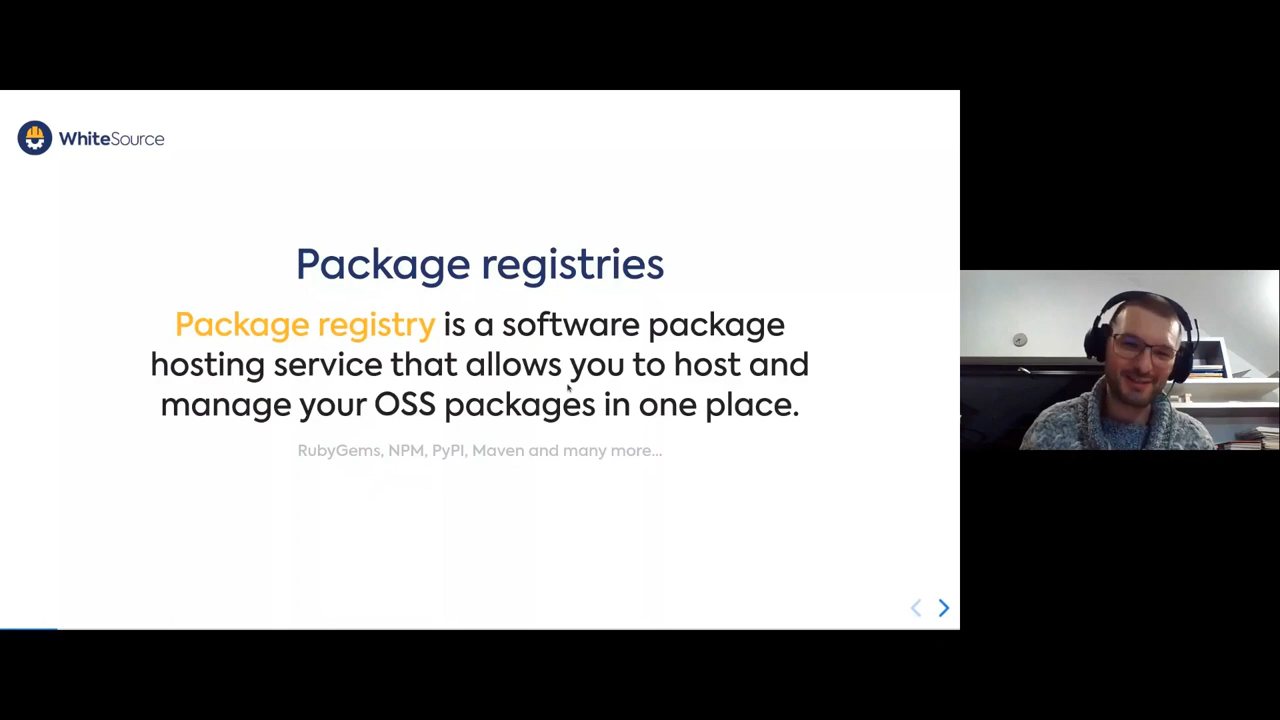 WhiteSource
Package registries
Package registry is a software package
hosting service that allows you to host and
manage your OSS packages in one place.
RubyGems, NPM, PyPI, Maven and many more...